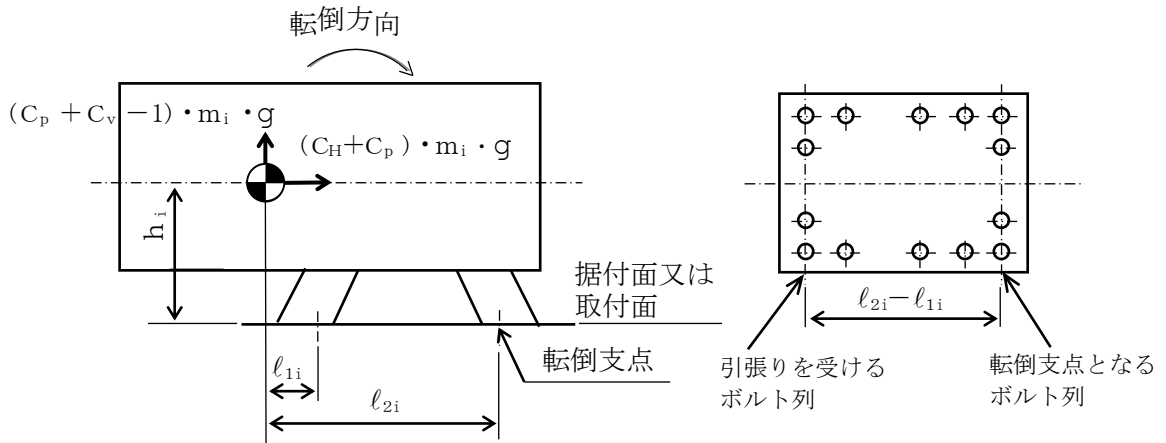 転倒方向
(Cp +Cv −1)・mi・g
(CH+Cp )・mi・g
hi
据付面又は
取付面
転倒支点
ℓ1i
ℓ2i
ℓ2i−ℓ1i
引張りを受ける
ボルト列
転倒支点となる
ボルト列